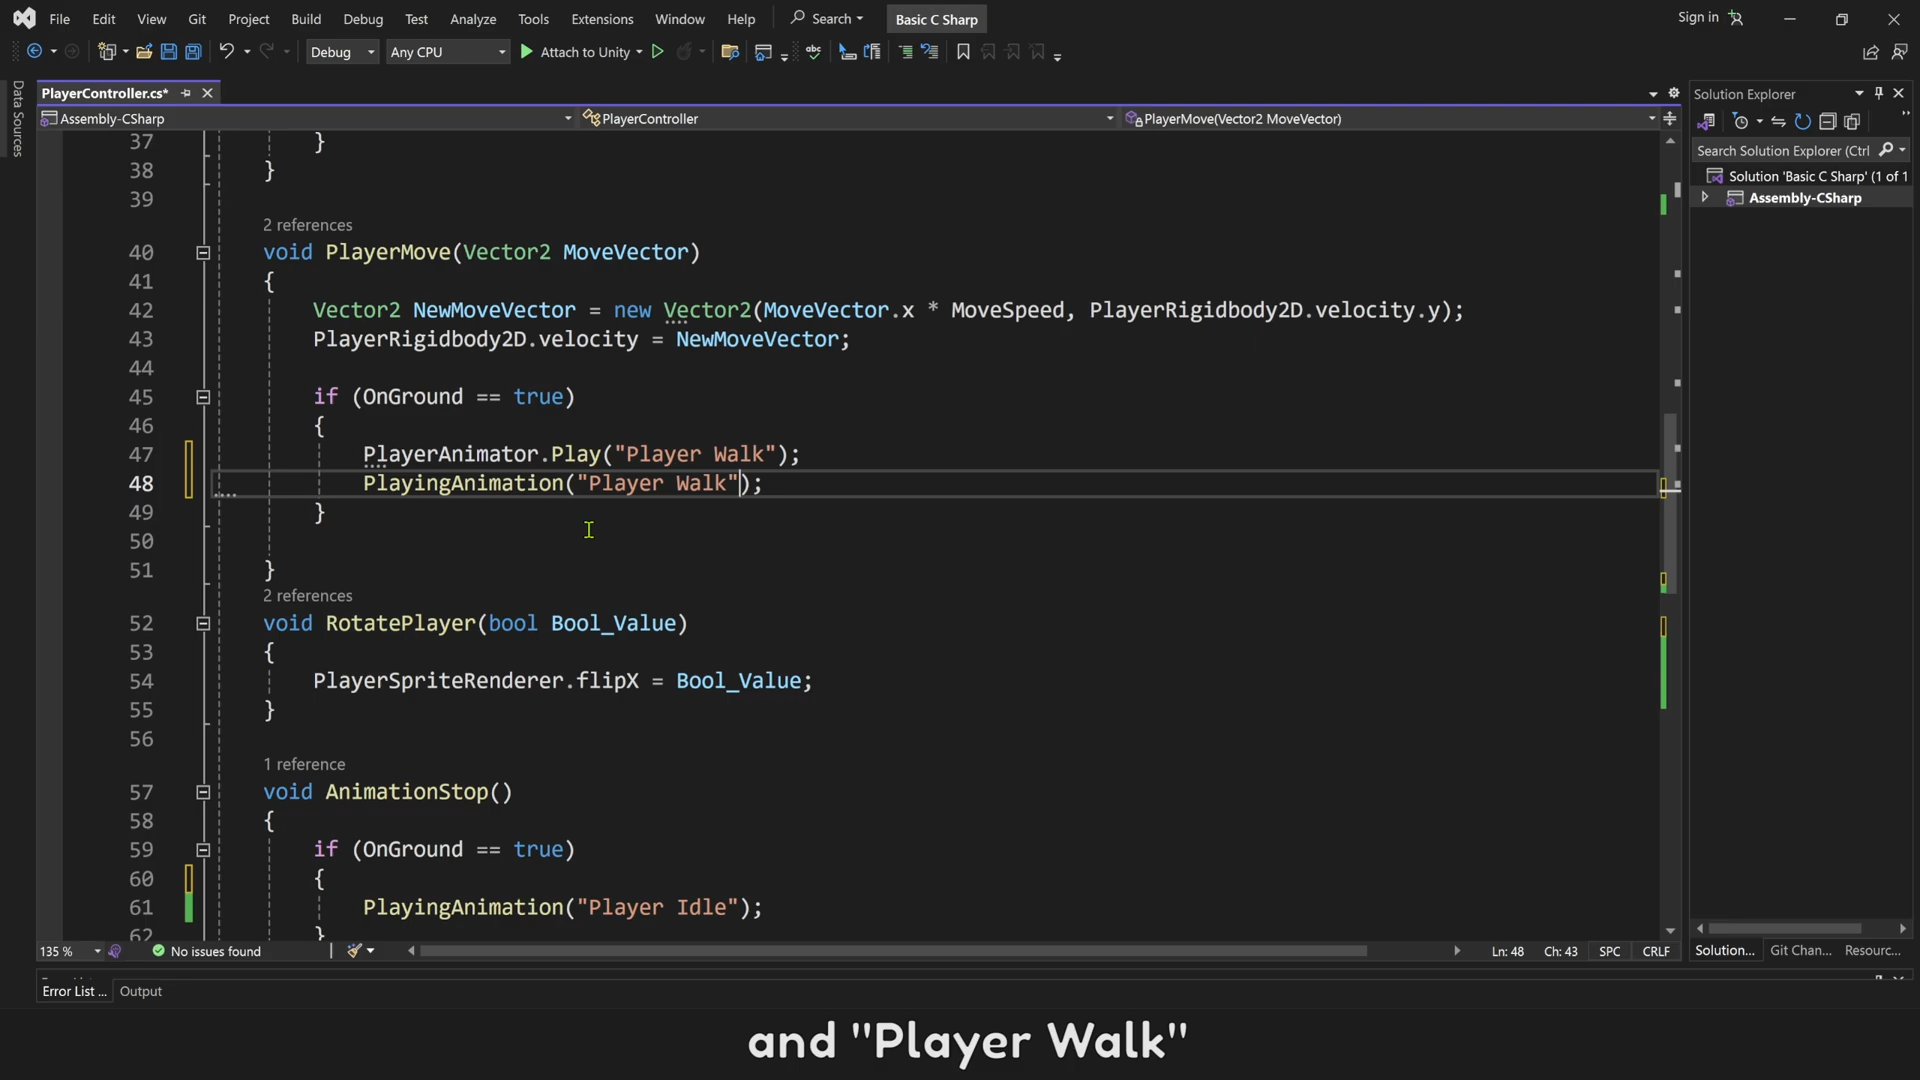 File Edit View Git Project Build Debug Test Analyze Tools Extensions Window Help Search Basic C Sharp Sign in
Debug Any CPU Attach to Unity
Data Sources
PlayerController.cs*
Assembly-CSharp PlayerController PlayerMove(Vector2 MoveVector)
37 }
38 }
39
2 references
40 void PlayerMove(Vector2 MoveVector)
41 {
42 Vector2 NewMoveVector = new Vector2(MoveVector.x * MoveSpeed, PlayerRigidbody2D.velocity.y);
43 PlayerRigidbody2D.velocity = NewMoveVector;
44
45 if (OnGround == true)
46 {
47 PlayerAnimator.Play("Player Walk");
48 PlayingAnimation("Player Walk");
49 }
50
51 }
2 references
52 void RotatePlayer(bool Bool_Value)
53 {
54 PlayerSpriteRenderer.flipX = Bool_Value;
55 }
56
1 reference
57 void AnimationStop()
58 {
59 if (OnGround == true)
60 {
61 PlayingAnimation("Player Idle");
62 }
Solution Explorer
Search Solution Explorer (Ctrl
Solution 'Basic C Sharp' (1 of 1
Assembly-CSharp
135 % No issues found Ln: 48 Ch: 43 SPC CRLF
Solution... Git Chan... Resourc...
Error List ... Output
and "Player Walk"